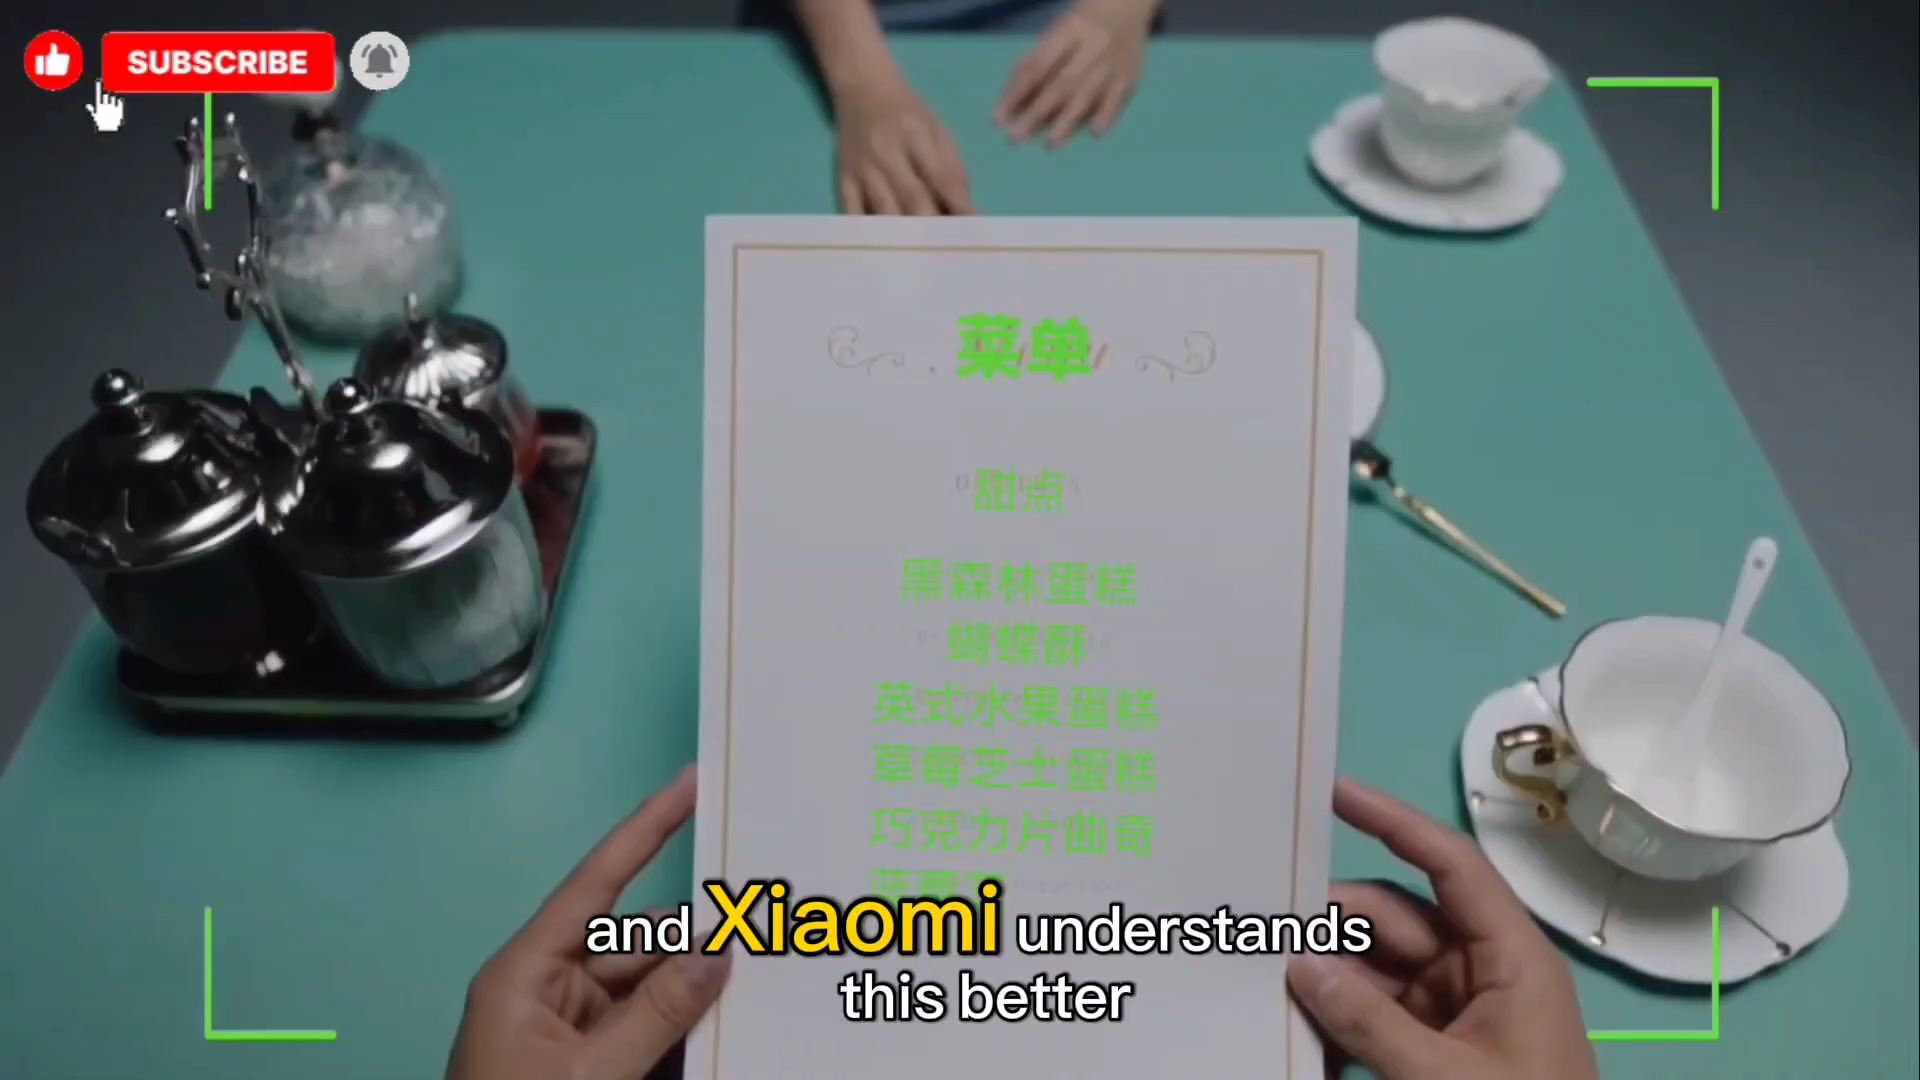 SUBSCRIBE
菜单
甜点
黑森林蛋糕
蝴蝶酥
英式水果蛋糕
草莓芝士蛋糕
巧克力片曲奇
and Xiaomi understands
this better